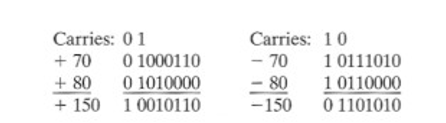 Carries: 0 1
+ 70 0 1000110
+ 80 0 1010000
+ 150 1 0010110
Carries: 1 0
− 70 1 0111010
− 80 1 0110000
−150 0 1101010